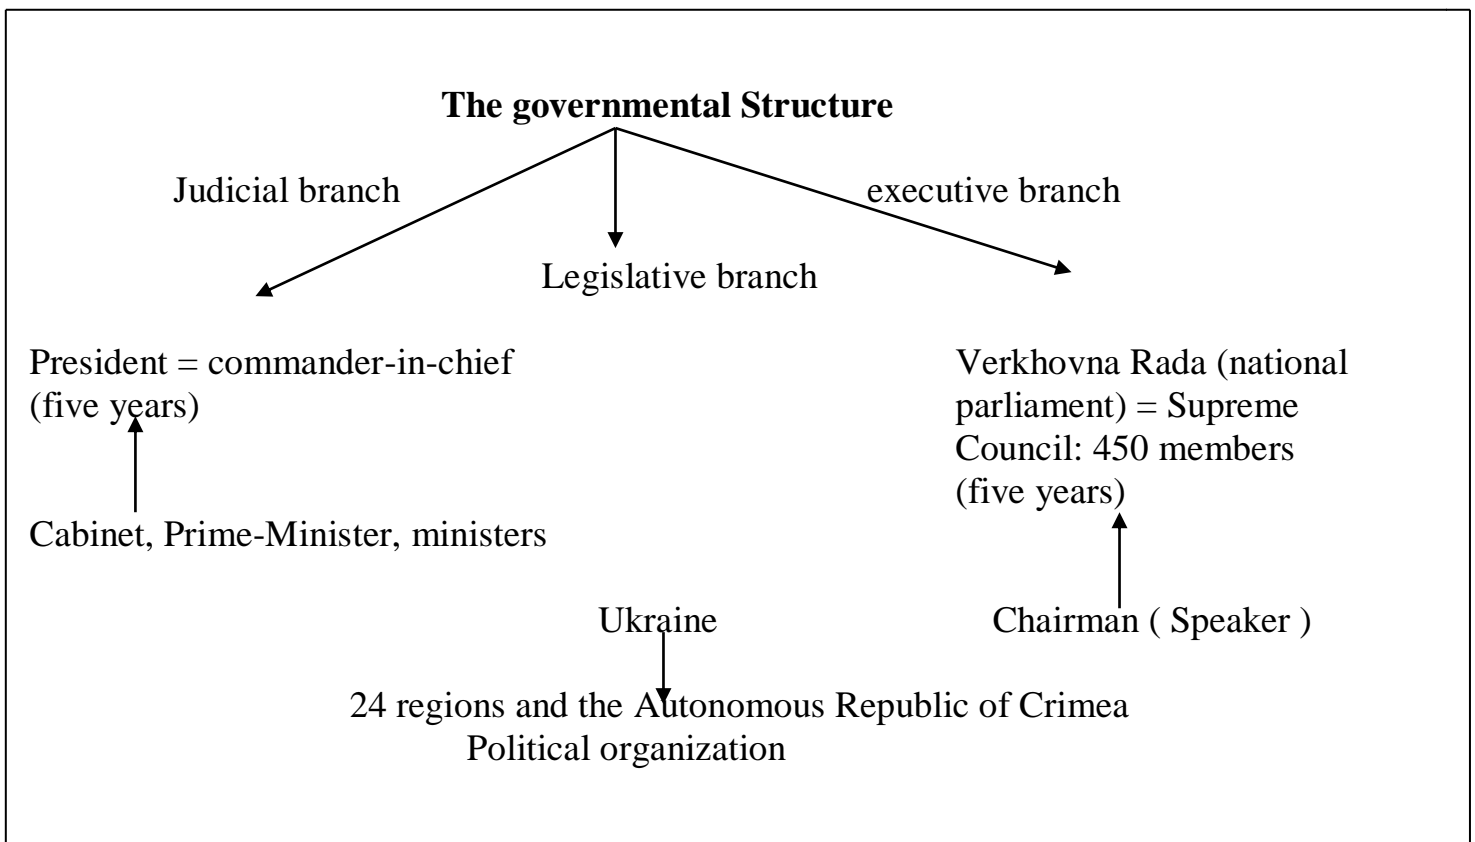 The governmental Structure
Judicial branch
executive branch
Legislative branch
President = commander-in-chief
(five years)
Verkhovna Rada (national
parliament) = Supreme
Council: 450 members
(five years)
Cabinet, Prime-Minister, ministers
Ukraine
Chairman ( Speaker )
24 regions and the Autonomous Republic of Crimea
Political organization